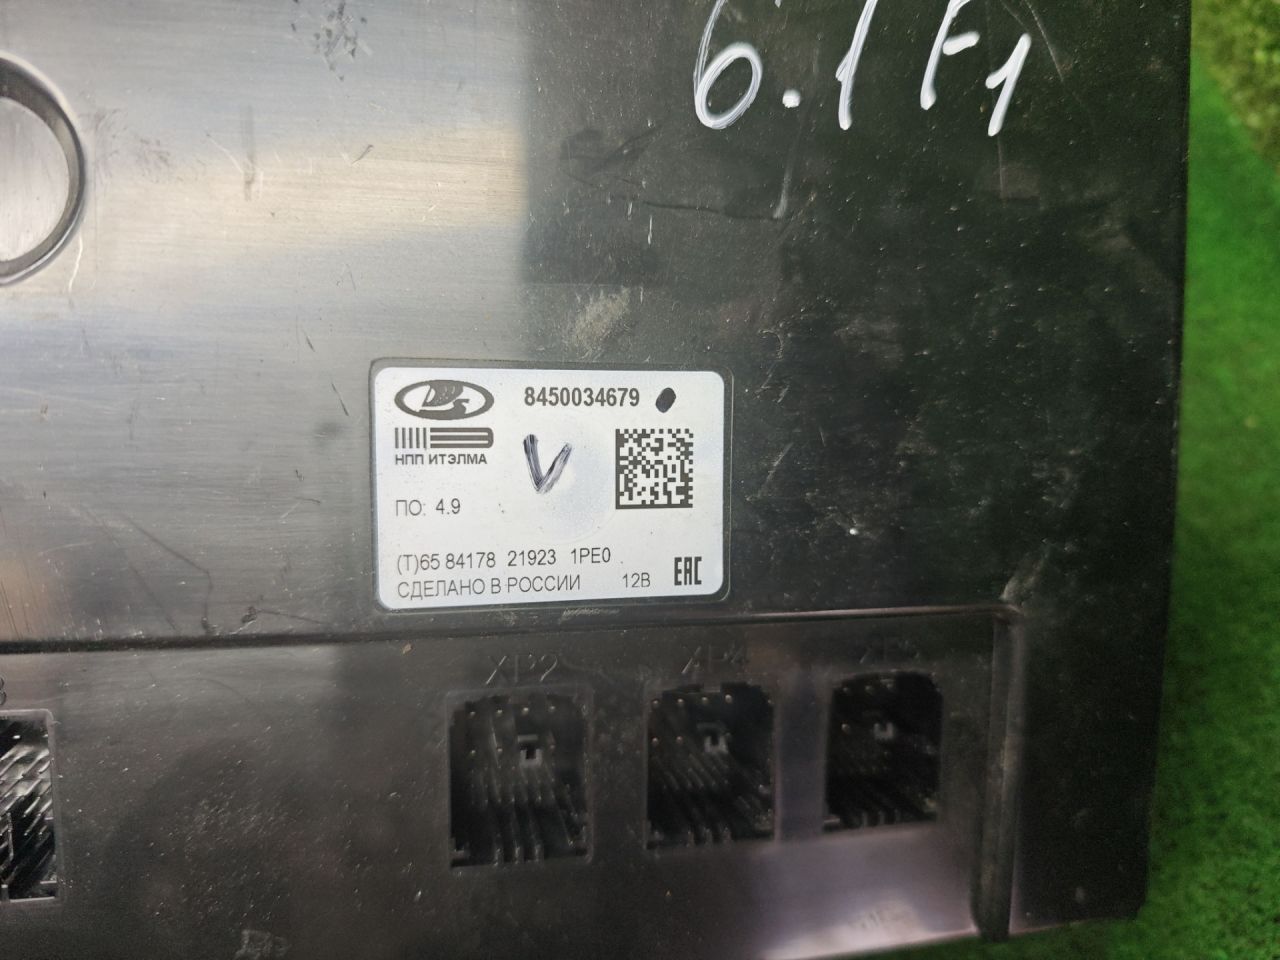 6.1 F1
8450034679
V
НПП ИТЭЛМА
ПО: 4.9
(T)65 84178 21923 1PE0
СДЕЛАНО В РОССИИ 12В EAC
XP2 XP4